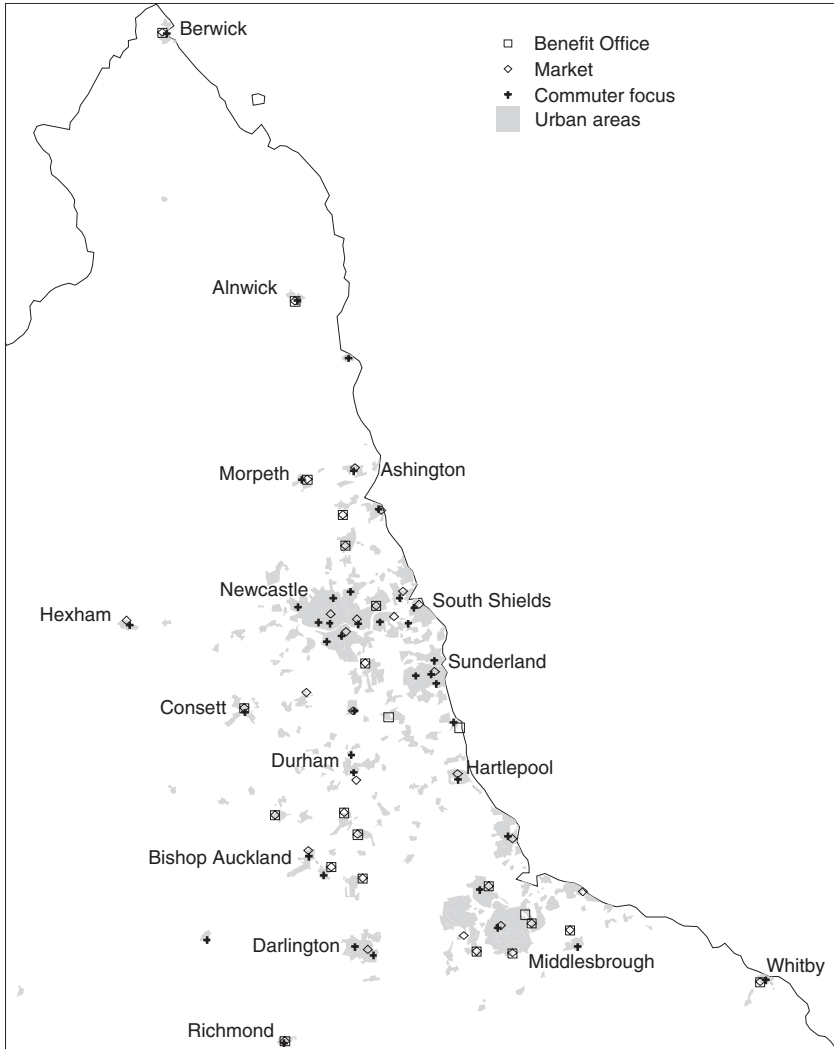 Berwick
Benefit Office
Market
Commuter focus
Urban areas
Alnwick
Morpeth
Ashington
Newcastle
South Shields
Hexham
Sunderland
Consett
Durham
Hartlepool
Bishop Auckland
Darlington
Middlesbrough
Whitby
Richmond